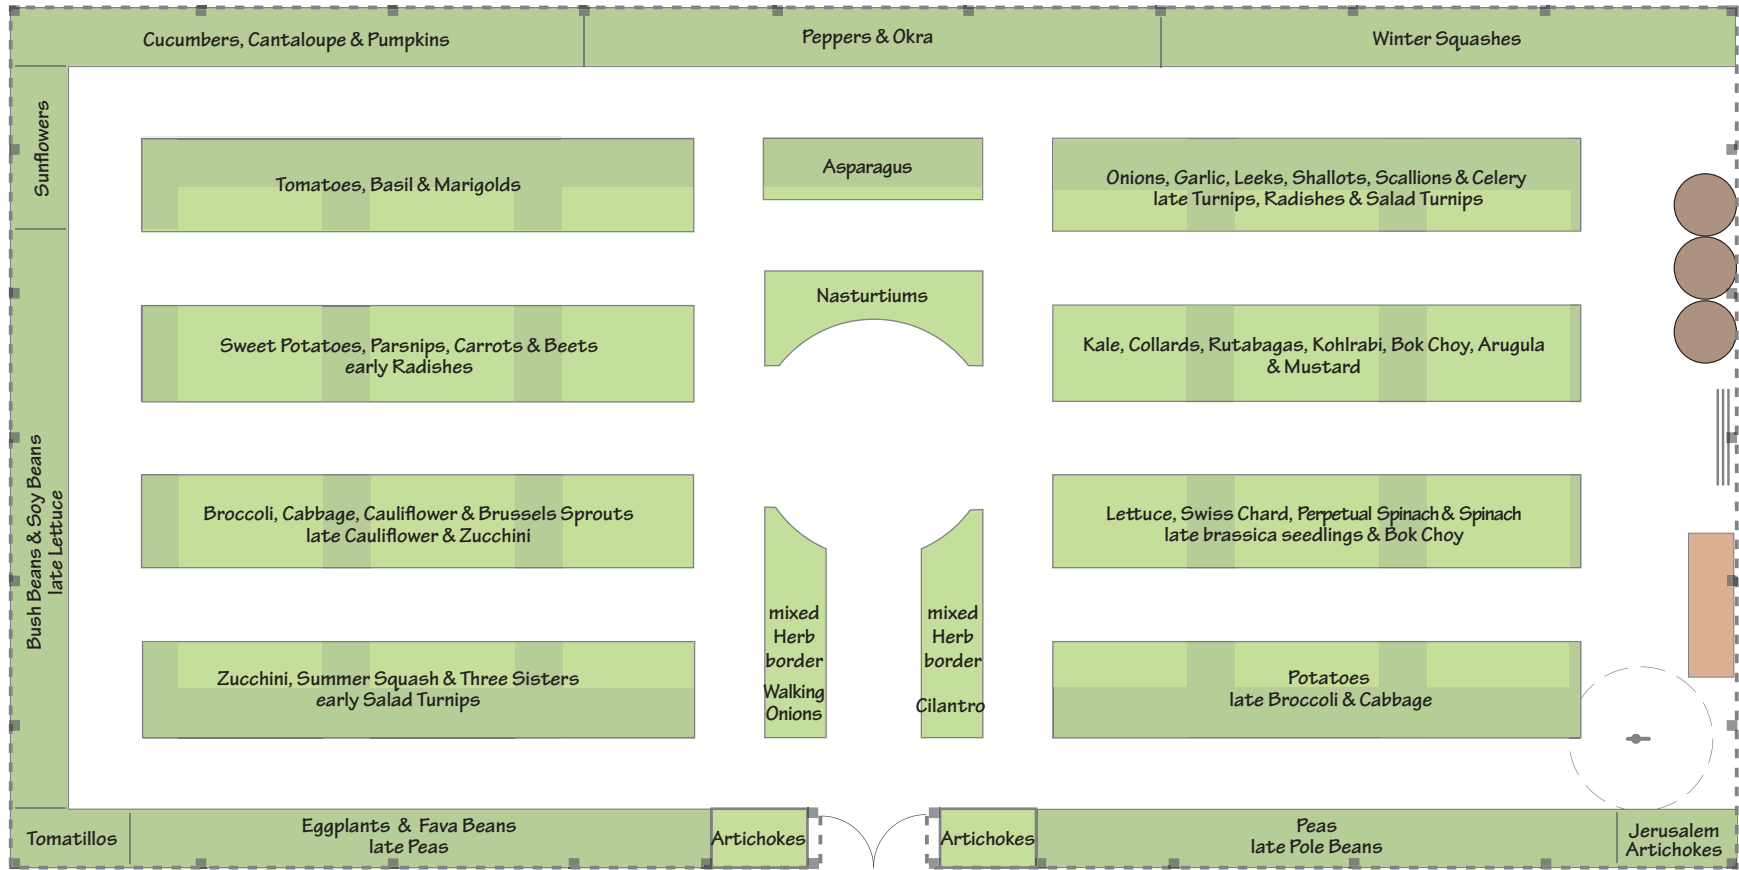 Cucumbers, Cantaloupe & Pumpkins
Peppers & Okra
Winter Squashes
Sunflowers
Tomatoes, Basil & Marigolds
Asparagus
Onions, Garlic, Leeks, Shallots, Scallions & Celery
late Turnips, Radishes & Salad Turnips
Nasturtiums
Sweet Potatoes, Parsnips, Carrots & Beets
early Radishes
Kale, Collards, Rutabagas, Kohlrabi, Bok Choy, Arugula
& Mustard
Bush Beans & Soy Beans
late Lettuce
Broccoli, Cabbage, Cauliflower & Brussels Sprouts
late Cauliflower & Zucchini
Lettuce, Swiss Chard, Perpetual Spinach & Spinach
late brassica seedlings & Bok Choy
mixed
Herb
border
Walking
Onions
mixed
Herb
border
Cilantro
Zucchini, Summer Squash & Three Sisters
early Salad Turnips
Potatoes
late Broccoli & Cabbage
Tomatillos
Eggplants & Fava Beans
late Peas
Artichokes
Artichokes
Peas
late Pole Beans
Jerusalem
Artichokes